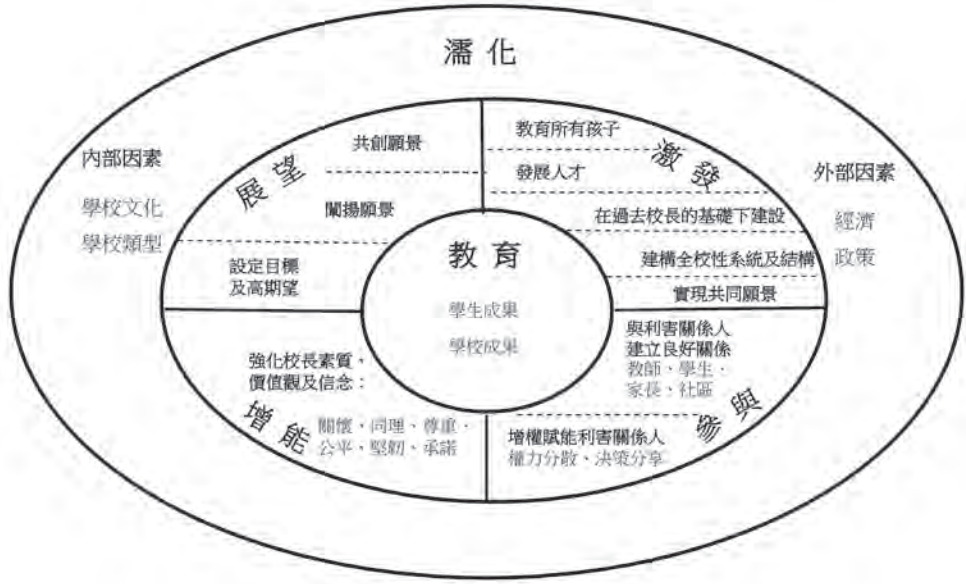 濡化
內部因素
學校文化
學校類型
外部因素
經濟
政策
展望
共創願景
闡揚願景
設定目標
及高期望
激發
教育所有孩子
發展人才
在過去校長的基礎下建設
建構全校性系統及結構
實現共同願景
教育
學生成果
學校成果
增能
強化校長素質，
價值觀及信念：
關懷、同理、尊重、
公平、堅韌、承諾
參與
與利害關係人
建立良好關係
教師、學生、
家長、社區
增權賦能利害關係人
權力分散、決策分享